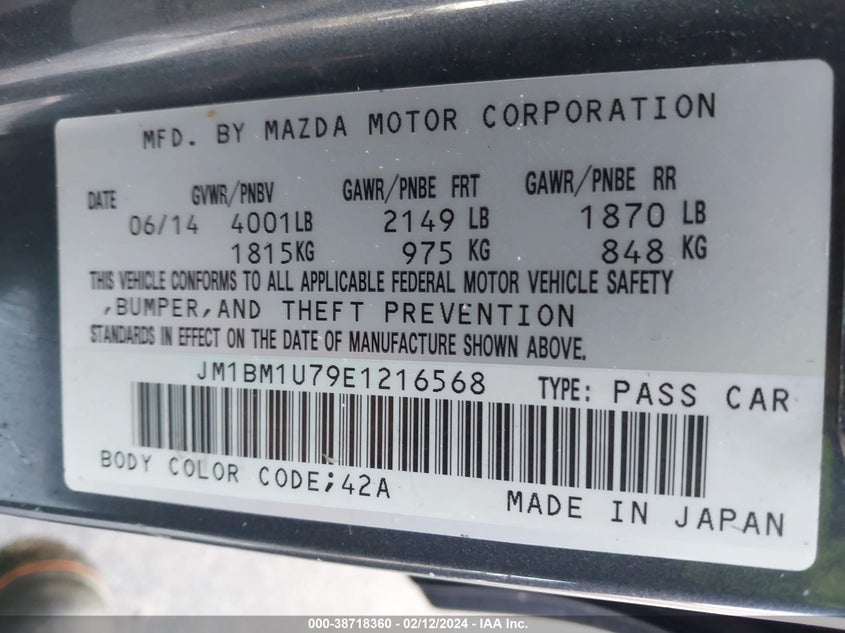 MFD. BY MAZDA MOTOR CORPORATION
DATE GVWR/PNBV GAWR/PNBE FRT GAWR/PNBE RR
06/14 4001LB 2149 LB 1870 LB
1815KG 975 KG 848 KG
THIS VEHICLE CONFORMS TO ALL APPLICABLE FEDERAL MOTOR VEHICLE SAFETY
,BUMPER,AND THEFT PREVENTION
STANDARDS IN EFFECT ON THE DATE OF MANUFACTURE SHOWN ABOVE.
JM1BM1U79E1216568 TYPE: PASS CAR
BODY COLOR CODE;42A MADE IN JAPAN
000-38718360 - 02/12/2024 - IAA Inc.